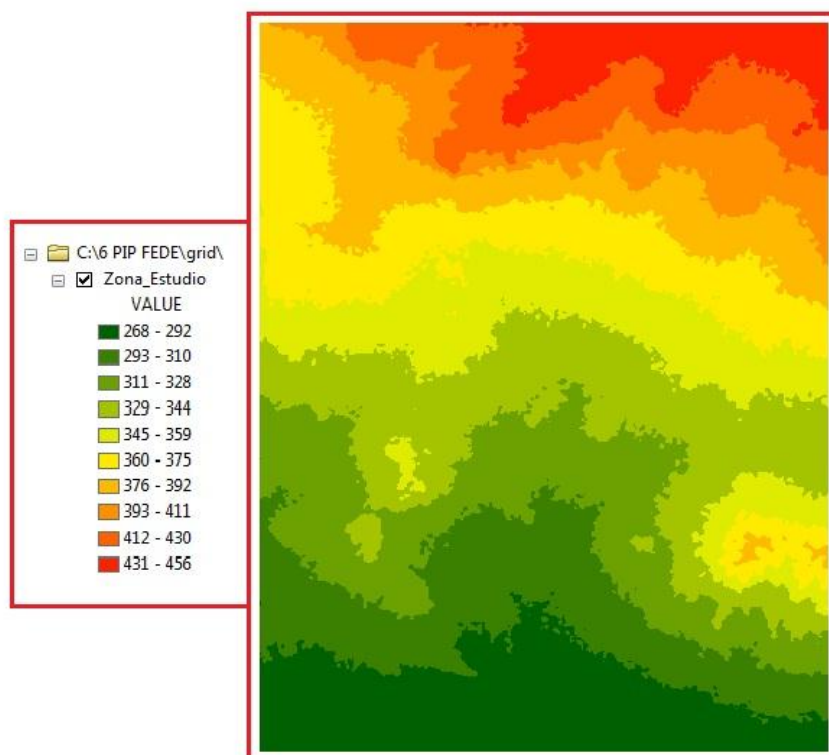 C:\6 PIP FEDE\grid\
Zona_Estudio
VALUE
268 - 292
293 - 310
311 - 328
329 - 344
345 - 359
360 - 375
376 - 392
393 - 411
412 - 430
431 - 456